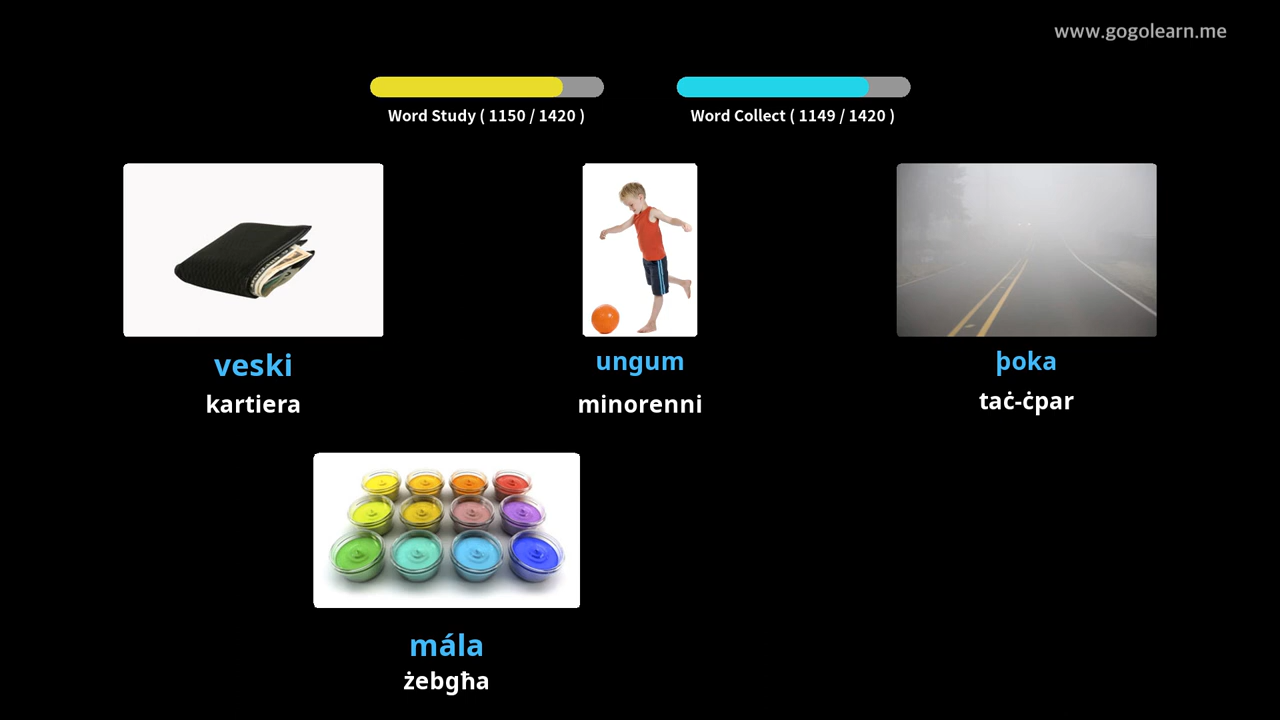 www.gogolearn.me
Word Study ( 1150 / 1420 )
Word Collect ( 1149 / 1420 )
veski
kartiera
ungum
minorenni
þoka
taċ-ċpar
mála
żebgħa